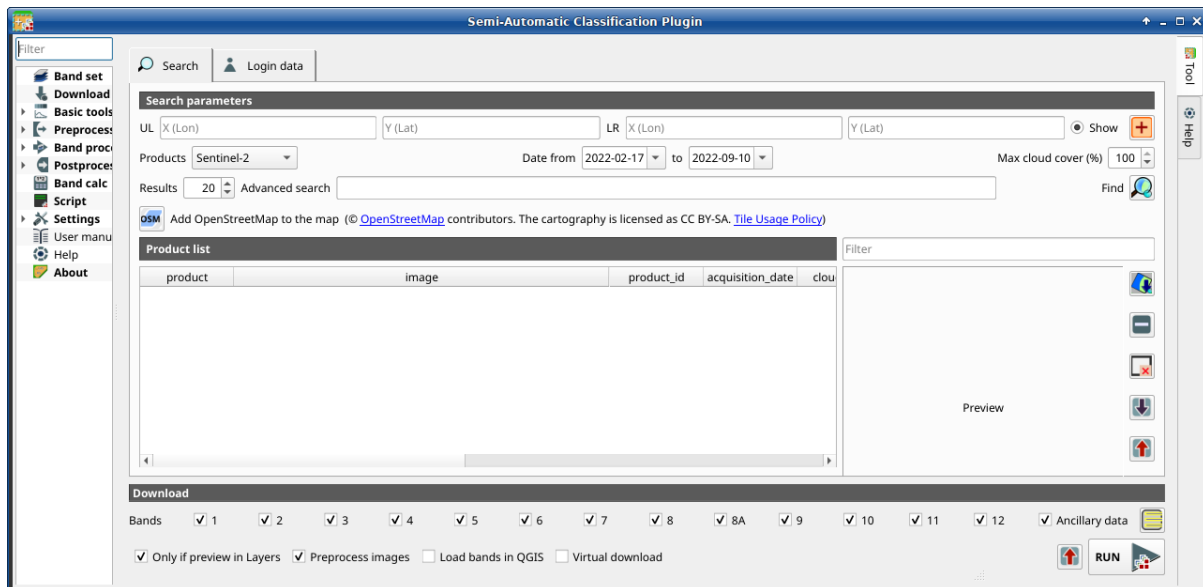 Semi-Automatic Classification Plugin
Filter
Band set
Download
Basic tools
Preprocess
Band proc
Postproces
Band calc
Script
Settings
User manu
Help
About
Search Login data
Search parameters
UL X (Lon) Y (Lat) LR X (Lon) Y (Lat) Show
Products Sentinel-2 Date from 2022-02-17 to 2022-09-10 Max cloud cover (%) 100
Results 20 Advanced search Find
OSM Add OpenStreetMap to the map (© OpenStreetMap contributors. The cartography is licensed as CC BY-SA. Tile Usage Policy)
Product list Filter
product image product_id acquisition_date clou
Preview
Download
Bands 1 2 3 4 5 6 7 8 8A 9 10 11 12 Ancillary data
Only if preview in Layers Preprocess images Load bands in QGIS Virtual download RUN
Tool
Help